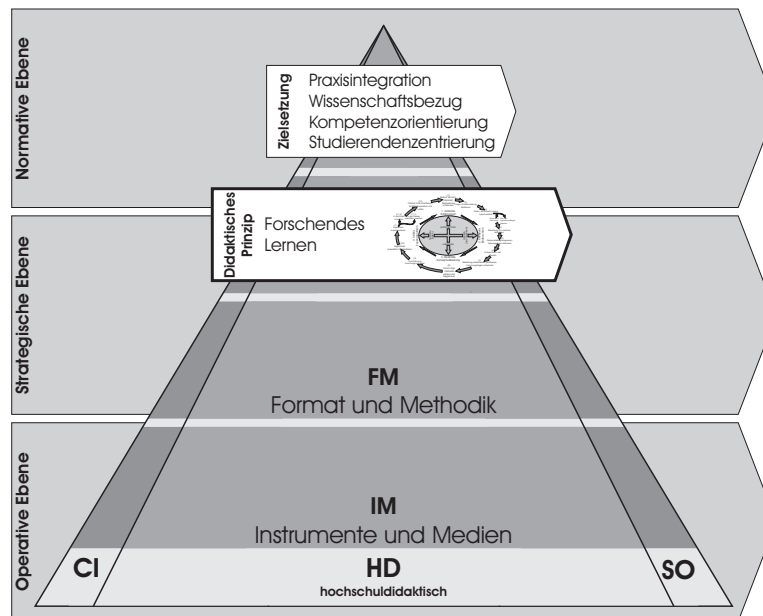 Normative Ebene
Zielsetzung
Praxisintegration
Wissenschaftsbezug
Kompetenzorientierung
Studierendenzentrierung
Strategische Ebene
Didaktisches
Prinzip
Forschendes
Lernen
FM
Format und Methodik
Operative Ebene
IM
Instrumente und Medien
CI
HD
SO
hochschuldidaktisch